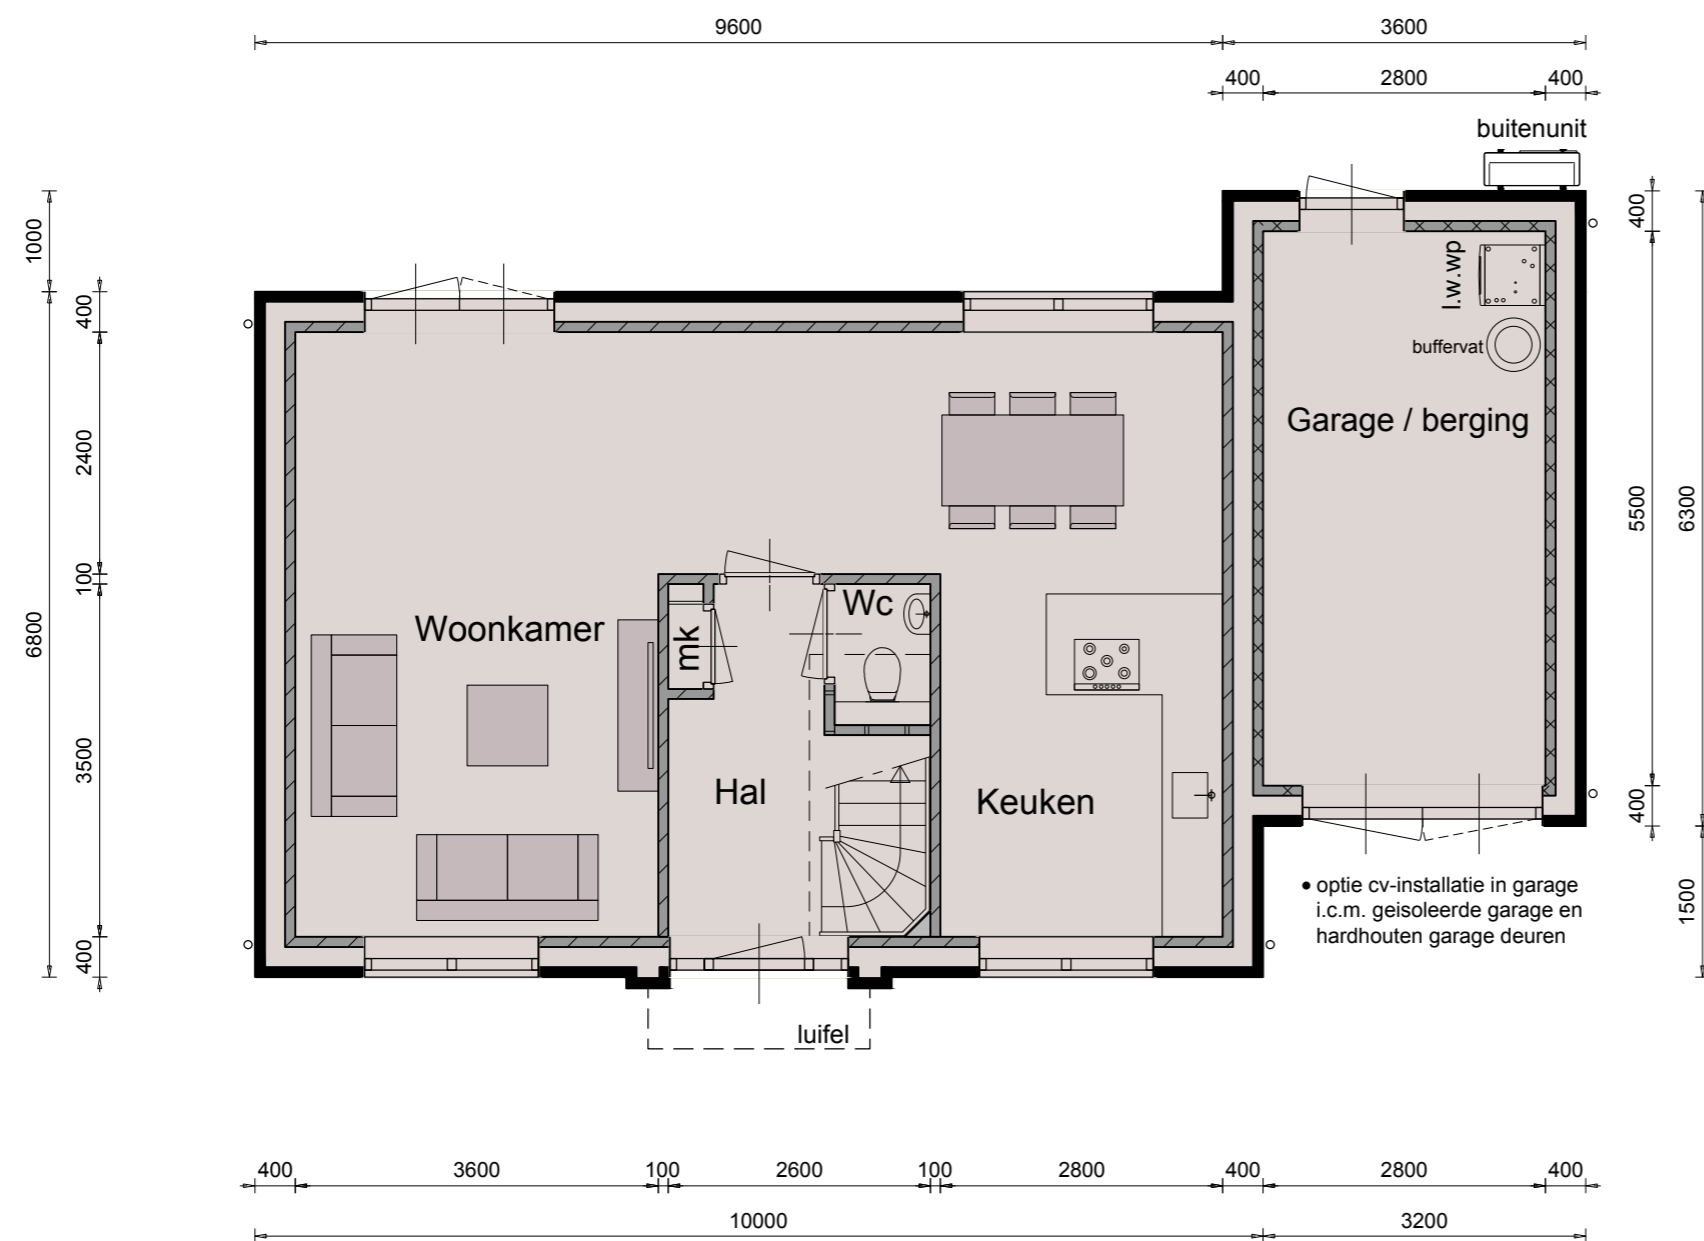 9600
3600
400
2800
400
buitenunit
1000
400
2400
100
3500
400
6800
400
5500
400
6300
1500
l.w.wp
buffervat
Garage / berging
Woonkamer
mk
Wc
Hal
Keuken
• optie cv-installatie in garage
i.c.m. geisoleerde garage en
hardhouten garage deuren
luifel
400
3600
100
2600
100
2800
400
2800
400
10000
3200